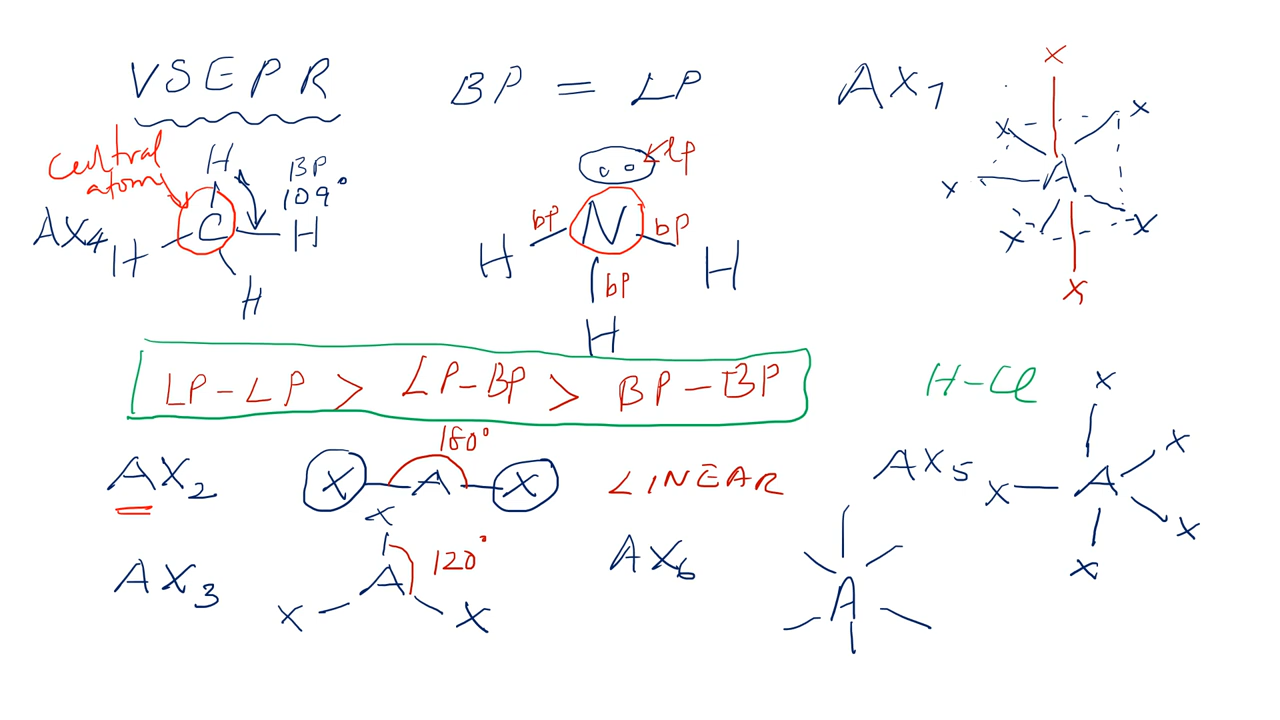 VSEPR
BP = LP
AX7
central
atom
H
BP
109°
AX4
H C H
H
lp
bp N bp
H bp H
H
X
X X
X A
X X
X
LP-LP > LP-BP > BP-BP
H-Cl
AX2
180°
X-A-X
LINEAR
AX3
X
A 120°
X X
AX6
A
AX5
X
X
X A
X
X